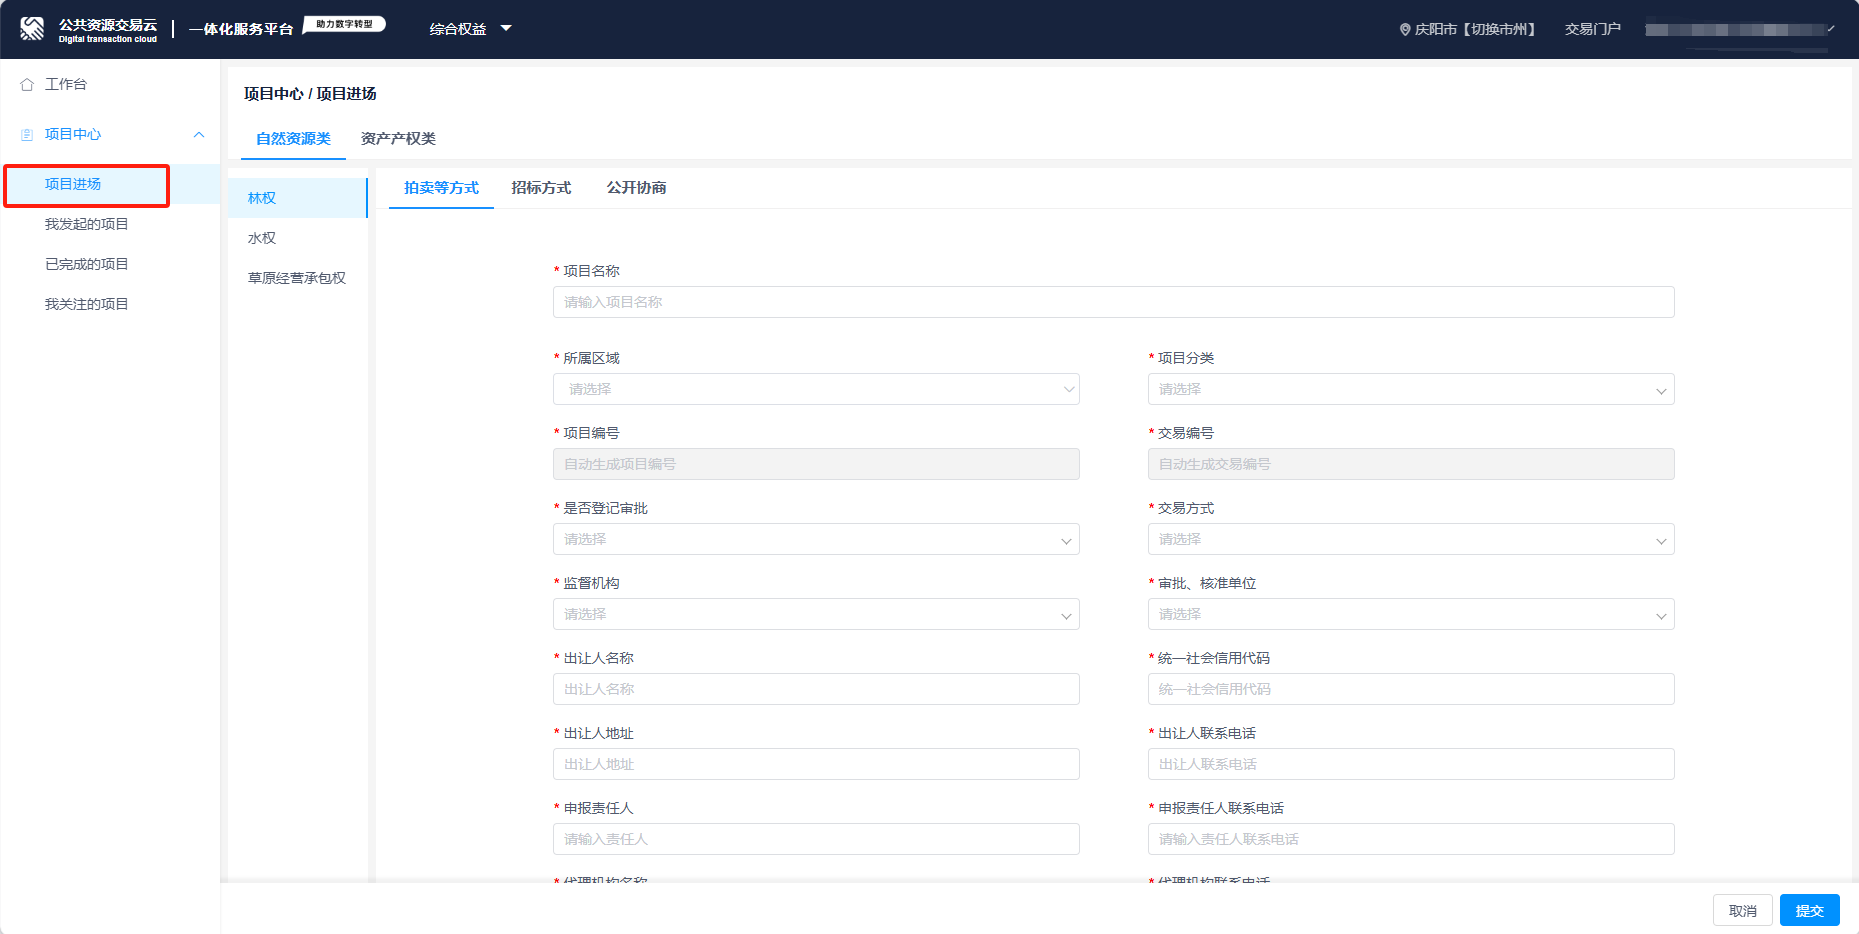 公共资源交易云
Digital transaction cloud
一体化服务平台
助力数字转型
综合权益
庆阳市【切换市州】
交易门户
工作台
项目中心
项目进场
我发起的项目
已完成的项目
我关注的项目
项目中心 / 项目进场
自然资源类 资产产权类
林权
水权
草原经营承包权
拍卖等方式 招标方式 公开协商
* 项目名称
请输入项目名称
* 所属区域
请选择
* 项目分类
请选择
* 项目编号
自动生成项目编号
* 交易编号
自动生成交易编号
* 是否登记审批
请选择
* 交易方式
请选择
* 监督机构
请选择
* 审批、核准单位
请选择
* 出让人名称
出让人名称
* 统一社会信用代码
统一社会信用代码
* 出让人地址
出让人地址
* 出让人联系电话
出让人联系电话
* 申报责任人
请输入责任人
* 申报责任人联系电话
请输入责任人联系电话
* 代理机构名称
* 代理机构联系电话
取消
提交